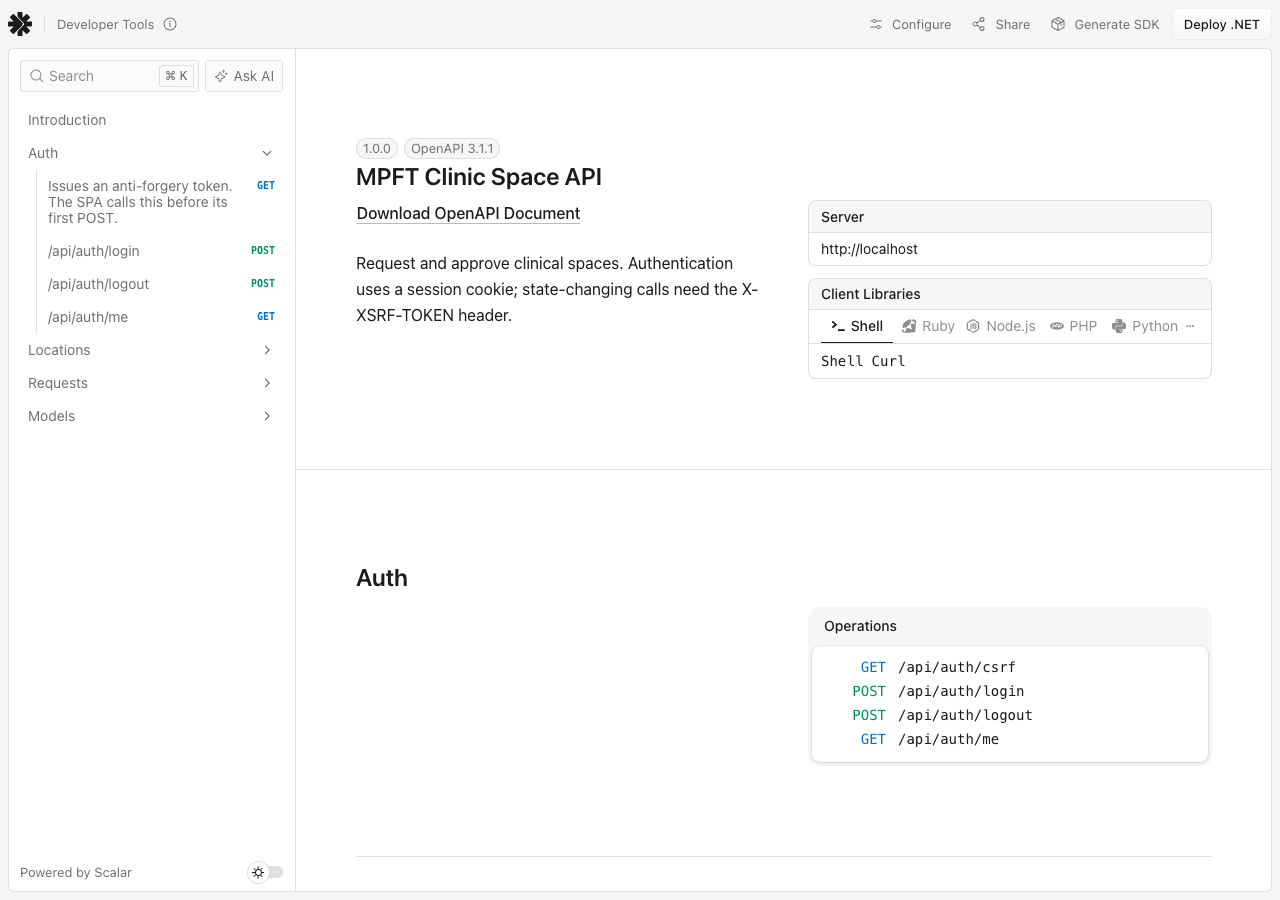 Developer Tools
Configure
Share
Generate SDK
Deploy .NET
Search
⌘ K
Ask AI
Introduction
Auth
Issues an anti-forgery token. GET
The SPA calls this before its
first POST.
/api/auth/login POST
/api/auth/logout POST
/api/auth/me GET
Locations
Requests
Models
Powered by Scalar
1.0.0
OpenAPI 3.1.1
MPFT Clinic Space API
Download OpenAPI Document
Request and approve clinical spaces. Authentication
uses a session cookie; state-changing calls need the X-
XSRF-TOKEN header.
Server
http://localhost
Client Libraries
Shell Ruby Node.js PHP Python ···
Shell Curl
Auth
Operations
GET /api/auth/csrf
POST /api/auth/login
POST /api/auth/logout
GET /api/auth/me